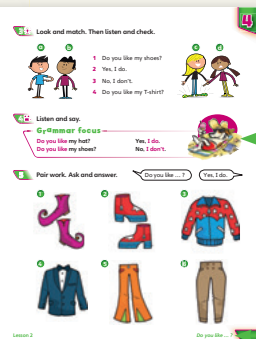 4
3 Look and match. Then listen and check.
a b c d
1 Do you like my shoes?
2 Yes, I do.
3 No, I don't.
4 Do you like my T-shirt?
4 Listen and say.
Grammar focus
Do you like my hat? Yes, I do.
Do you like my shoes? No, I don't.
5 Pair work. Ask and answer. Do you like ... ? Yes, I do.
1 2 3
4 5 6
Lesson 2 Do you like ... ?